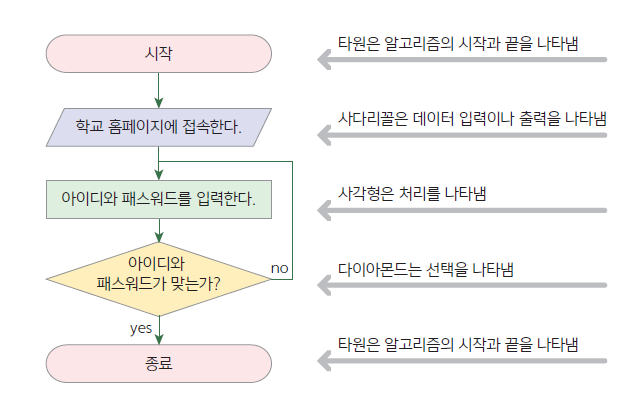 시작
타원은 알고리즘의 시작과 끝을 나타냄
학교 홈페이지에 접속한다.
사다리꼴은 데이터 입력이나 출력을 나타냄
아이디와 패스워드를 입력한다.
사각형은 처리를 나타냄
아이디와
패스워드가 맞는가?
no
다이아몬드는 선택을 나타냄
yes
종료
타원은 알고리즘의 시작과 끝을 나타냄